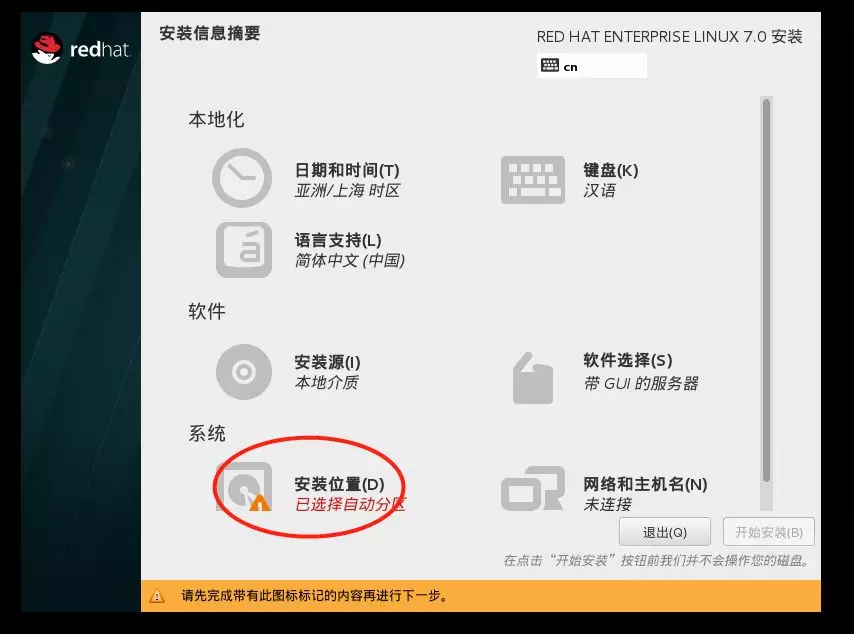 redhat.
安装信息摘要
RED HAT ENTERPRISE LINUX 7.0 安装
cn
本地化
日期和时间(T)
亚洲/上海 时区
键盘(K)
汉语
语言支持(L)
简体中文 (中国)
软件
安装源(I)
本地介质
软件选择(S)
带 GUI 的服务器
系统
安装位置(D)
已选择自动分区
网络和主机名(N)
未连接
退出(Q)
开始安装(B)
在点击“开始安装”按钮前我们并不会操作您的磁盘。
请先完成带有此图标标记的内容再进行下一步。